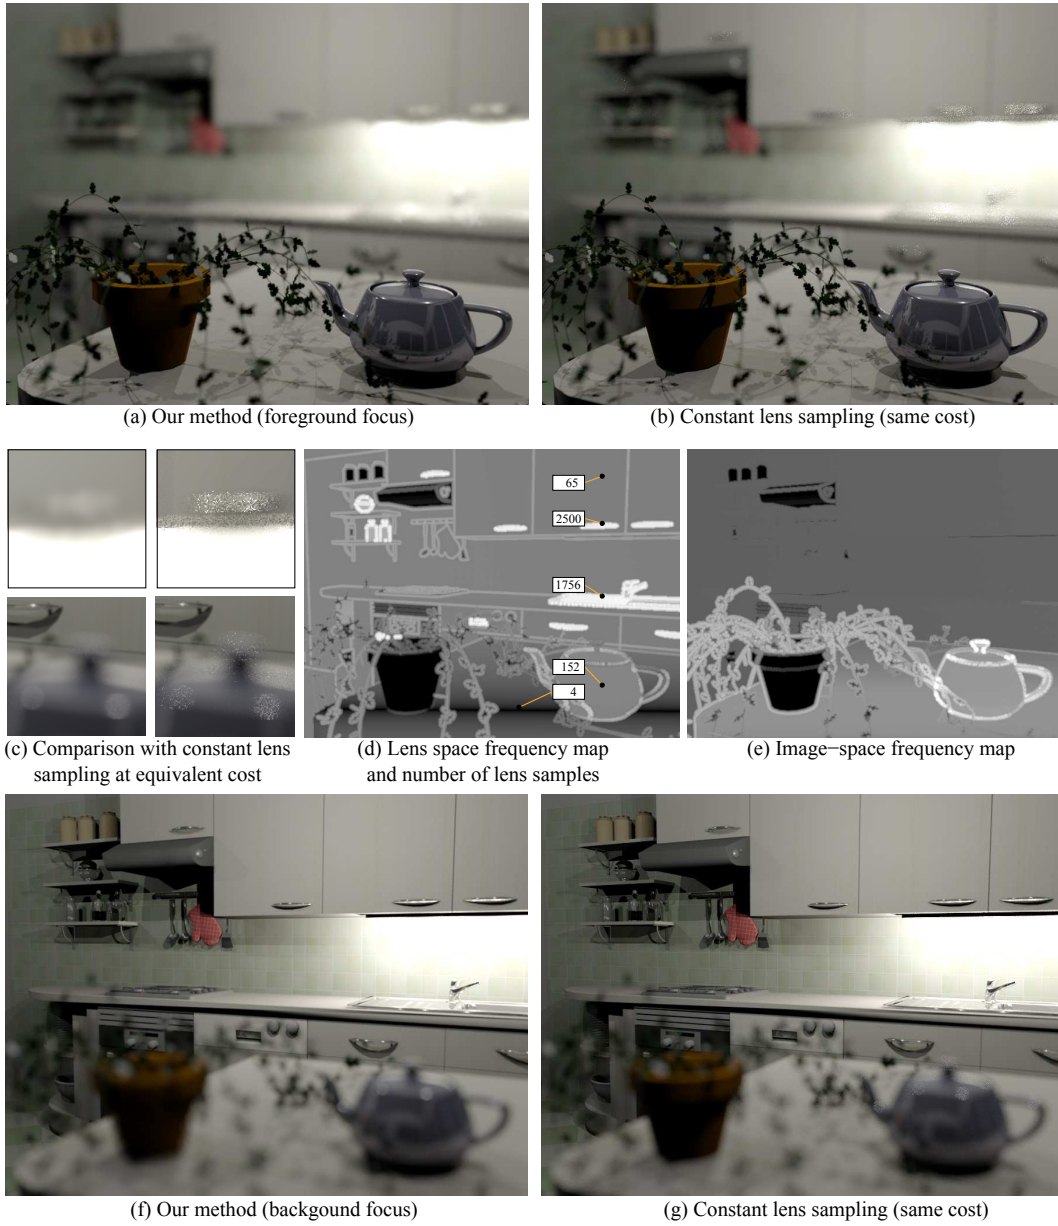 (a) Our method (foreground focus)
(b) Constant lens sampling (same cost)
65
2500
1756
152
4
(c) Comparison with constant lens
sampling at equivalent cost
(d) Lens space frequency map
and number of lens samples
(e) Image−space frequency map
(f) Our method (backgound focus)
(g) Constant lens sampling (same cost)